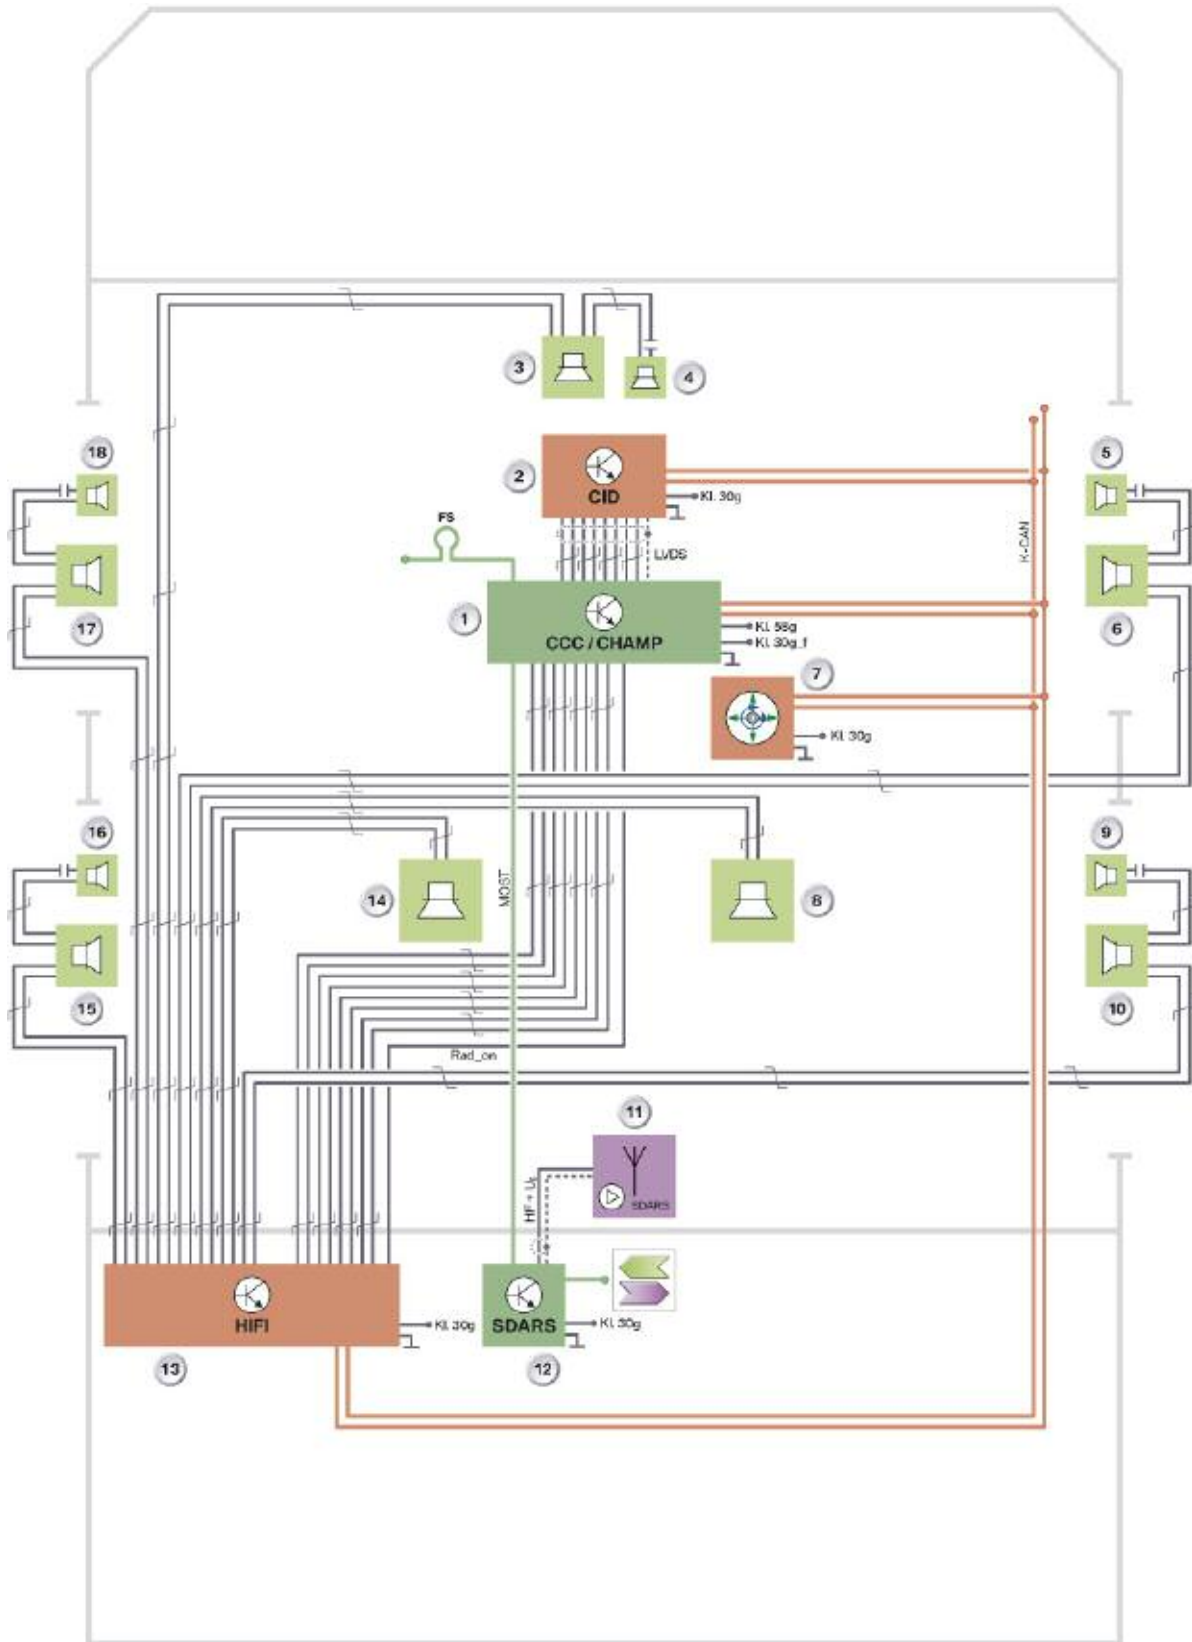 3
4
18
5
2
CID
Kl. 30g
FS
K-CAN
LVDS
1
CCC / CHAMP
Kl. 58g
Kl. 30g_f
17
6
7
Kl. 30g
16
9
14
MOST
8
15
10
Rad_on
11
HF +
SDARS
HIFI
Kl. 30g
SDARS
Kl. 30g
13
12